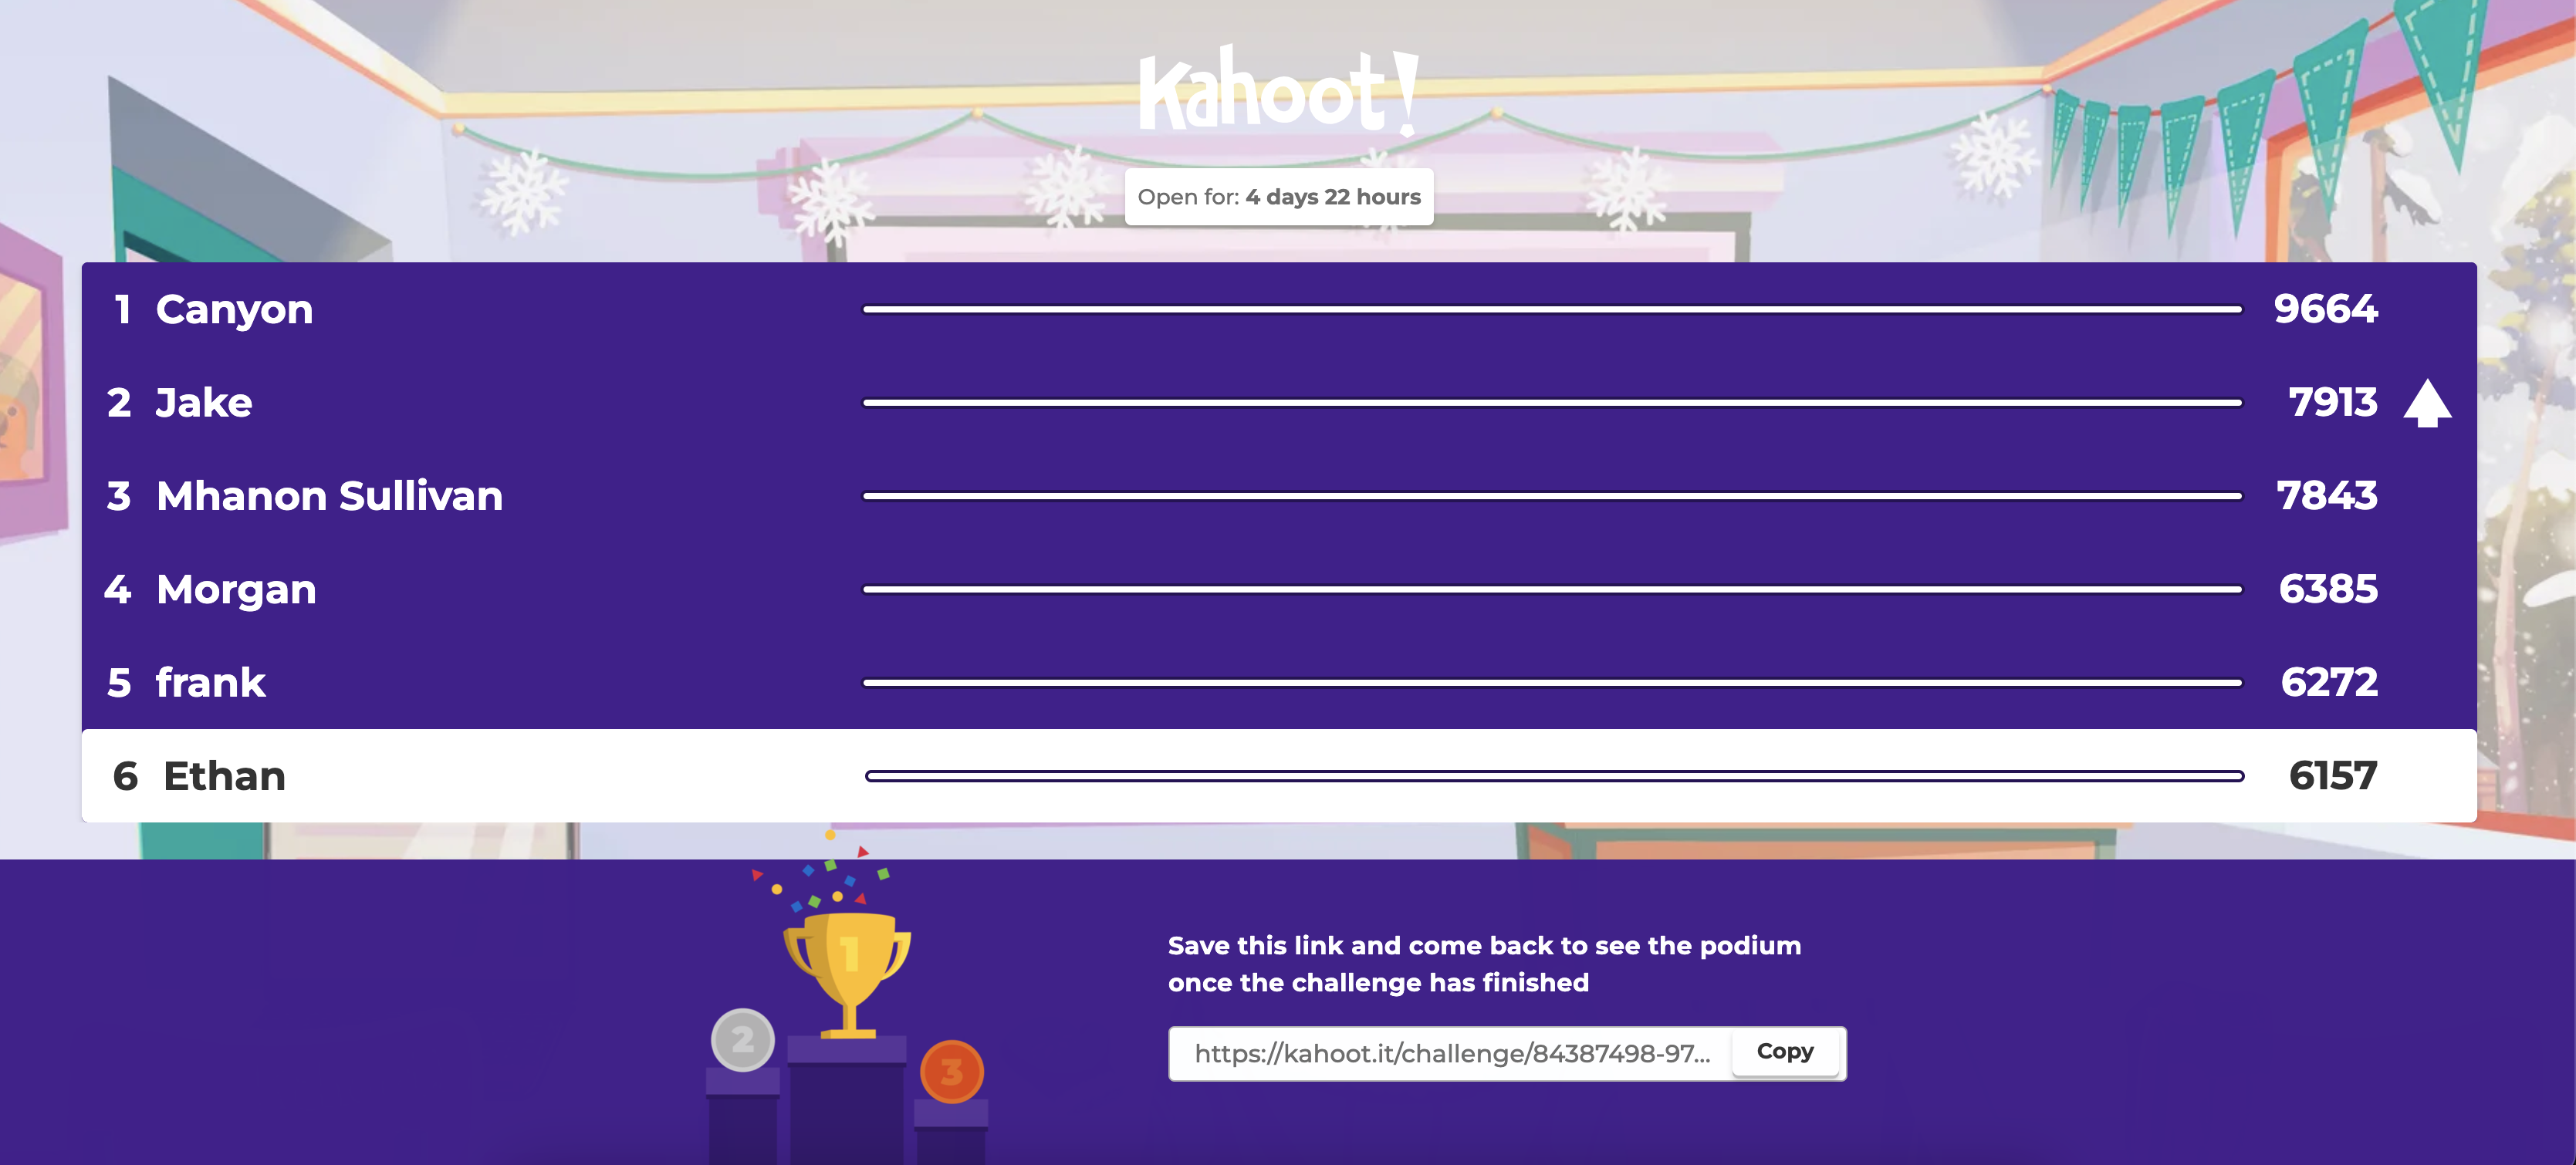 Kahoot!
Open for: 4 days 22 hours
1 Canyon 9664
2 Jake 7913
3 Mhanon Sullivan 7843
4 Morgan 6385
5 frank 6272
6 Ethan 6157
1
2
3
Save this link and come back to see the podium
once the challenge has finished
https://kahoot.it/challenge/84387498-97... Copy